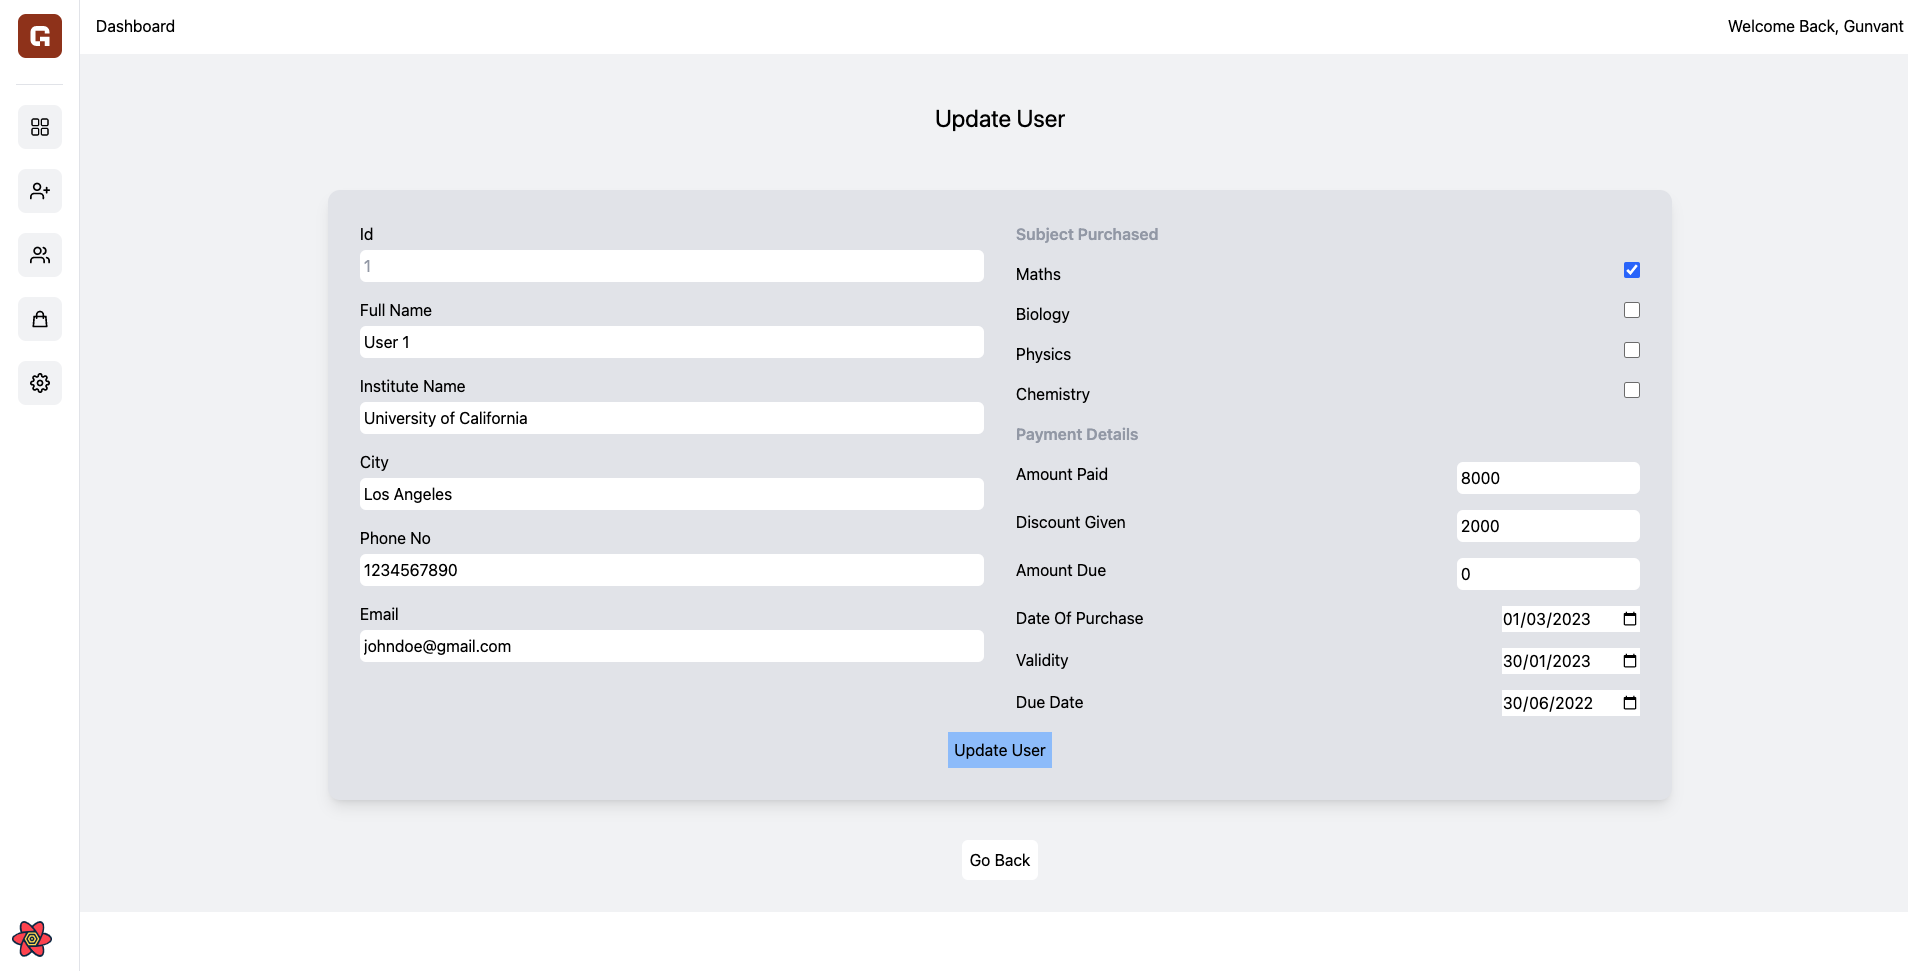 G
Dashboard
Welcome Back, Gunvant
Update User
Id
1
Full Name
User 1
Institute Name
University of California
City
Los Angeles
Phone No
1234567890
Email
johndoe@gmail.com
Subject Purchased
Maths
Biology
Physics
Chemistry
Payment Details
Amount Paid
8000
Discount Given
2000
Amount Due
0
Date Of Purchase
01/03/2023
Validity
30/01/2023
Due Date
30/06/2022
Update User
Go Back